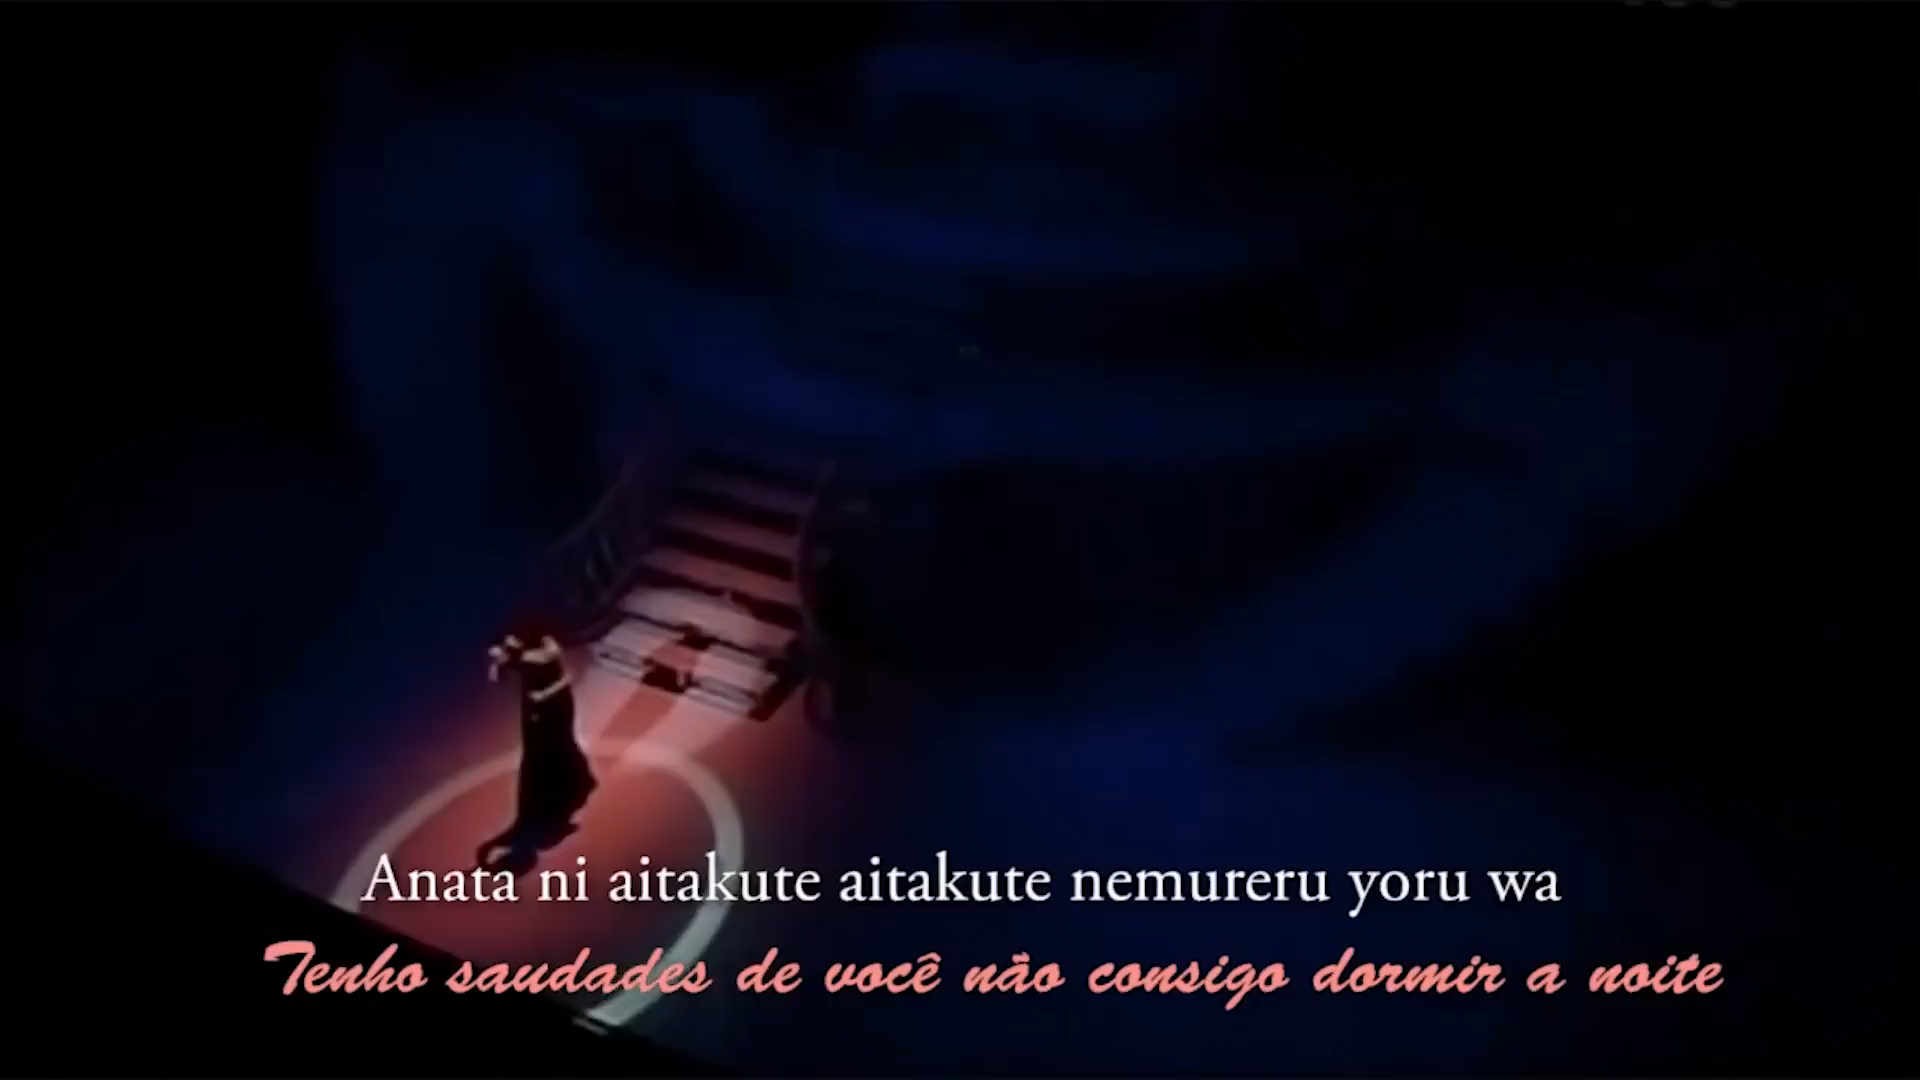 Anata ni aitakute aitakute nemureru yoru wa
Tenho saudades de você não consigo dormir a noite